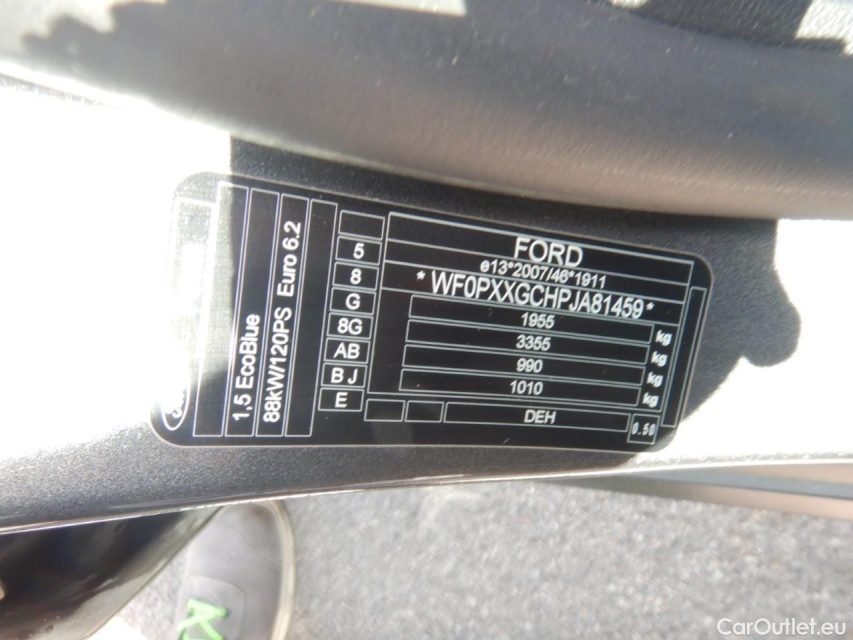 FORD
e13*2007/46*1911
*WF0PXXGCHPJA81459*
1955 kg
3355 kg
990 kg
1010 kg
DEH
0.50
5
8
G
8G
AB
BJ
E
1,5 EcoBlue
88kW/120PS Euro 6.2
CarOutlet.eu